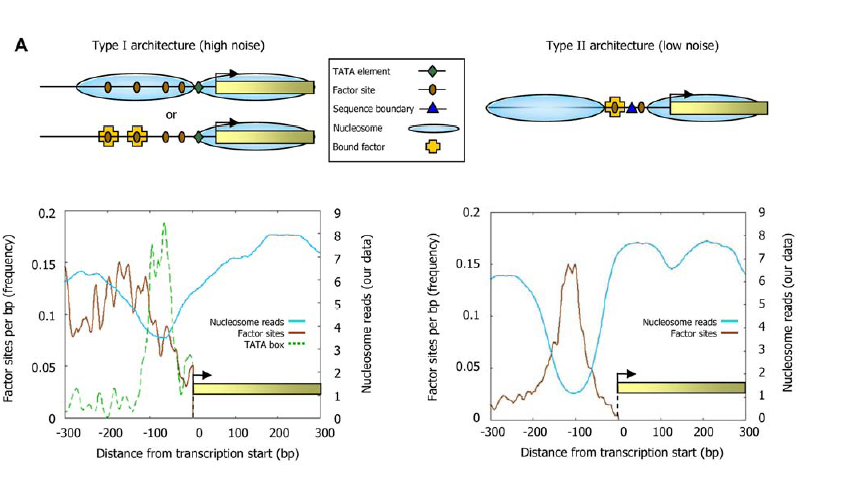 A
Type I architecture (high noise)
Type II architecture (low noise)
or
TATA element
Factor site
Sequence boundary
Nucleosome
Bound factor
Factor sites per bp (frequency)
0.2
0.15
0.1
0.05
0
9
8
7
6
5
4
3
2
1
0
Nucleosome reads (our data)
Nucleosome reads
Factor sites
TATA box
-300 -200 -100 0 100 200 300
Distance from transcription start (bp)
Factor sites per bp (frequency)
0.2
0.15
0.1
0.05
0
9
8
7
6
5
4
3
2
1
0
Nucleosome reads (our data)
Nucleosome reads
Factor sites
-300 -200 -100 0 100 200 300
Distance from transcription start (bp)